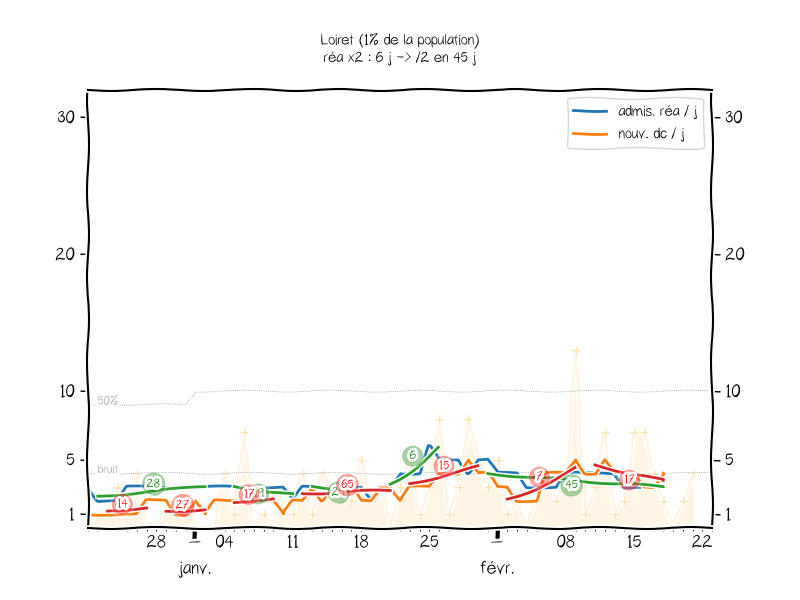 Loiret (1% de la population)
réa x2 : 6 j -> /2 en 45 j
admis. réa / j
nouv. dc / j
30 30
20 20
10 10
50%
5 5
bruit
1 1
28 14 27 17 65 6 15 7 45 17
28 04 11 18 25 08 15 22
janv. févr.